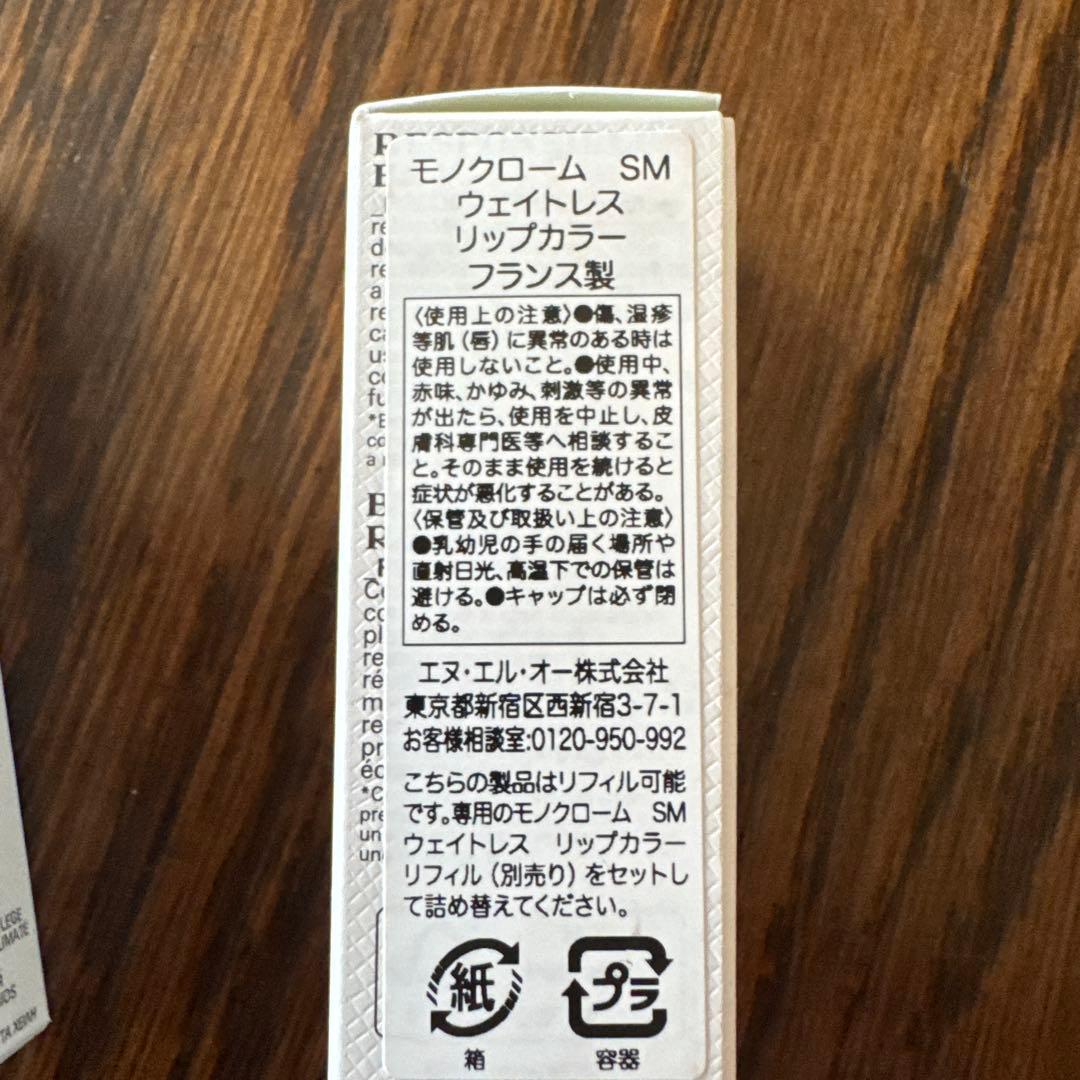 モノクローム　SM
ウェイトレス
リップカラー
フランス製
〈使用上の注意〉●傷、湿疹
等肌（唇）に異常のある時は
使用しないこと。●使用中、
赤味、かゆみ、刺激等の異常
が出たら、使用を中止し、皮
膚科専門医等へ相談するこ
と。そのまま使用を続けると
症状が悪化することがある。
〈保管及び取扱い上の注意〉
●乳幼児の手の届く場所や
直射日光、高温下での保管は
避ける。●キャップは必ず閉
める。
エヌ・エル・オー株式会社
東京都新宿区西新宿3-7-1
お客様相談室:0120-950-992
こちらの製品はリフィル可能
です。専用のモノクローム　SM
ウェイトレス　リップカラー
リフィル（別売り）をセットし
て詰め替えてください。
紙
プラ
箱
容器